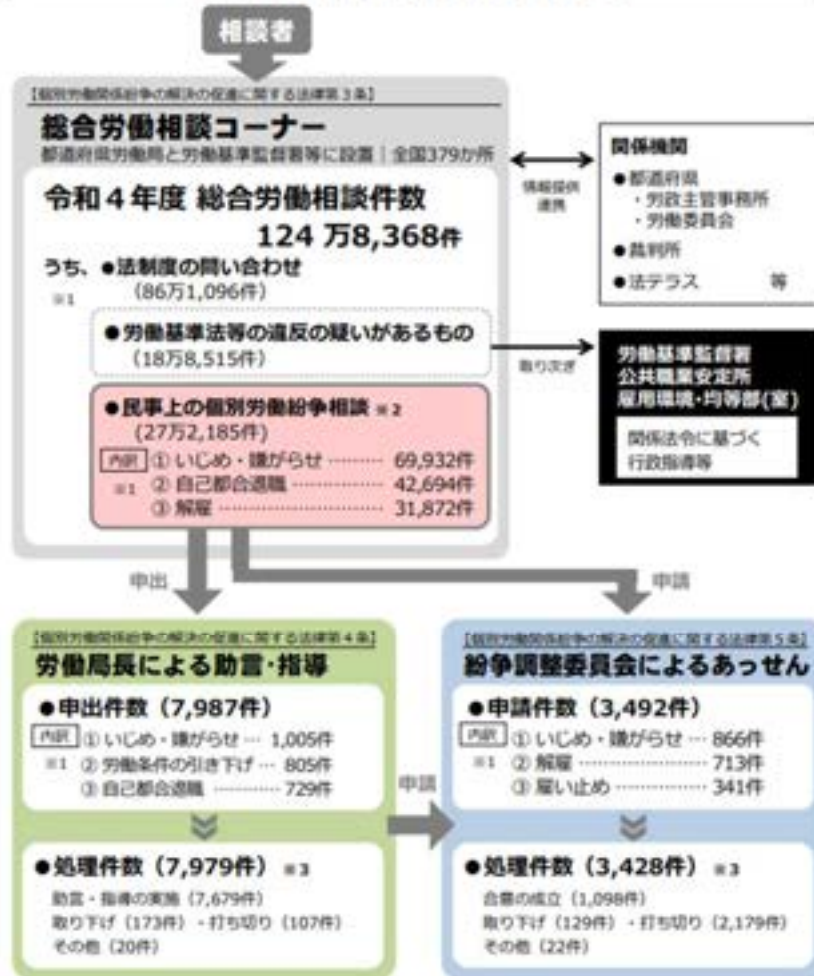 相談者
【個別労働関係紛争の解決の促進に関する法律第3条】
総合労働相談コーナー
都道府県労働局と労働基準監督署等に設置｜全国379か所
令和４年度 総合労働相談件数
124 万8,368件
うち、●法制度の問い合わせ
※1 （86万1,096件）
●労働基準法等の違反の疑いがあるもの
（18万8,515件）
●民事上の個別労働紛争相談 ※2
（27万2,185件）
内訳 ① いじめ・嫌がらせ ……… 69,932件
※1 ② 自己都合退職 …………… 42,694件
③ 解雇 ………………………… 31,872件
情報提供
連携
関係機関
●都道府県
・労政主管事務所
・労働委員会
●裁判所
●法テラス 等
取り次ぎ
労働基準監督署
公共職業安定所
雇用環境・均等部(室)
関係法令に基づく
行政指導等
申出
申請
【個別労働関係紛争の解決の促進に関する法律第4条】
労働局長による助言・指導
●申出件数（7,987件）
内訳 ① いじめ・嫌がらせ … 1,005件
※1 ② 労働条件の引き下げ … 805件
③ 自己都合退職 ………… 729件
●処理件数（7,979件） ※3
助言・指導の実施（7,679件）
取り下げ（173件）・打ち切り（107件）
その他（20件）
申請
【個別労働関係紛争の解決の促進に関する法律第5条】
紛争調整委員会によるあっせん
●申請件数（3,492件）
内訳 ① いじめ・嫌がらせ … 866件
※1 ② 解雇 …………………… 713件
③ 雇い止め ……………… 341件
●処理件数（3,428件） ※3
合意の成立（1,098件）
取り下げ（129件）・打ち切り（2,179件）
その他（22件）